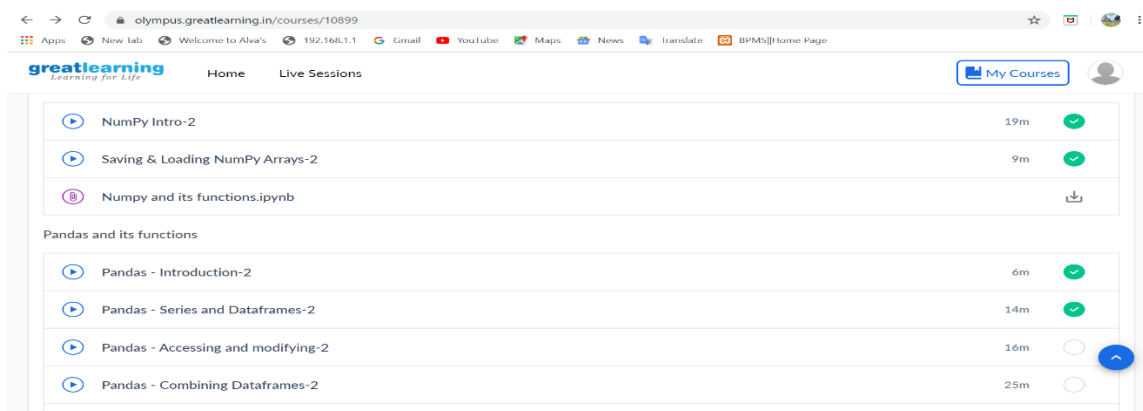 olympus.greatlearning.in/courses/10899
Apps New Tab Welcome to Alva's 192.168.1.1 G Gmail YouTube Maps News Translate BPMS||Home Page
greatlearning Home Live Sessions My Courses
Learning for Life
NumPy Intro-2 19m
Saving & Loading NumPy Arrays-2 9m
Numpy and its functions.ipynb
Pandas and its functions
Pandas - Introduction-2 6m
Pandas - Series and Dataframes-2 14m
Pandas - Accessing and modifying-2 16m
Pandas - Combining Dataframes-2 25m